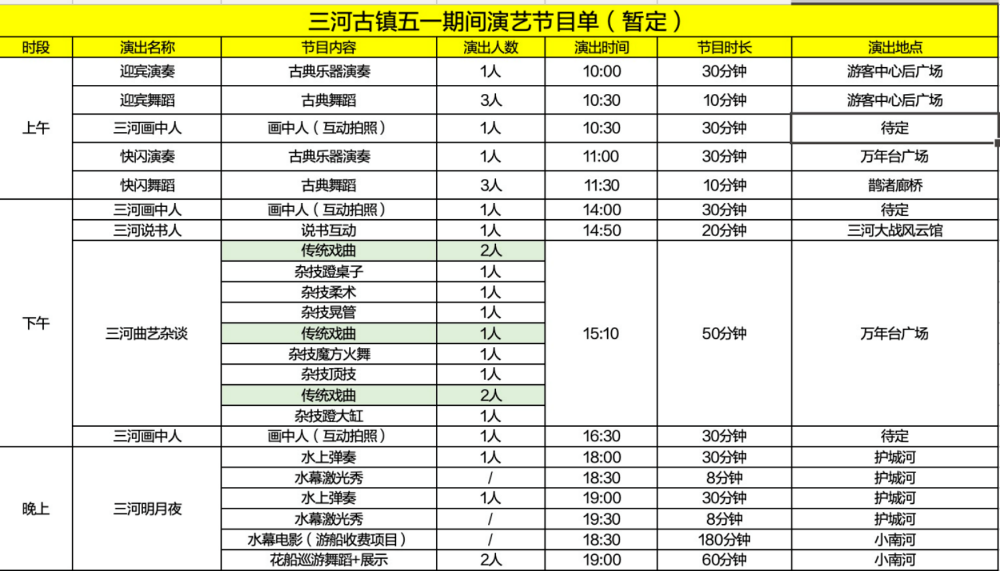 三河古镇五一期间演艺节目单（暂定）
时段 演出名称 节目内容 演出人数 演出时间 节目时长 演出地点
上午 迎宾演奏 古典乐器演奏 1人 10:00 30分钟 游客中心后广场
迎宾舞蹈 古典舞蹈 3人 10:30 10分钟 游客中心后广场
三河画中人 画中人（互动拍照） 1人 10:30 30分钟 待定
快闪演奏 古典乐器演奏 1人 11:00 30分钟 万年台广场
快闪舞蹈 古典舞蹈 3人 11:30 10分钟 鹊渚廊桥
下午 三河画中人 画中人（互动拍照） 1人 14:00 30分钟 待定
三河说书人 说书互动 1人 14:50 20分钟 三河大战风云馆
三河曲艺杂谈 传统戏曲 2人 15:10 50分钟 万年台广场
杂技蹬桌子 1人
杂技柔术 1人
杂技晃管 1人
传统戏曲 1人
杂技魔方火舞 1人
杂技顶技 1人
传统戏曲 2人
杂技蹬大缸 1人
三河画中人 画中人（互动拍照） 1人 16:30 30分钟 待定
晚上 三河明月夜 水上弹奏 1人 18:00 30分钟 护城河
水幕激光秀 / 18:30 8分钟 护城河
水上弹奏 1人 19:00 30分钟 护城河
水幕激光秀 / 19:30 8分钟 护城河
水幕电影（游船收费项目） / 18:30 180分钟 小南河
花船巡游舞蹈+展示 2人 19:00 60分钟 小南河